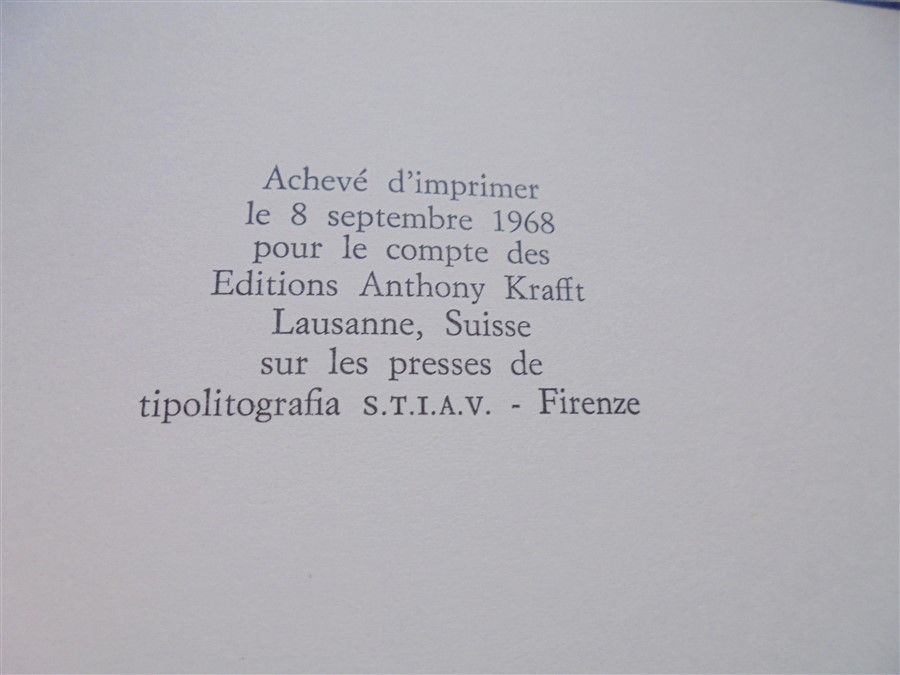 Achevé d'imprimer
le 8 septembre 1968
pour le compte des
Editions Anthony Krafft
Lausanne, Suisse
sur les presses de
tipolitografia S.T.I.A.V. - Firenze